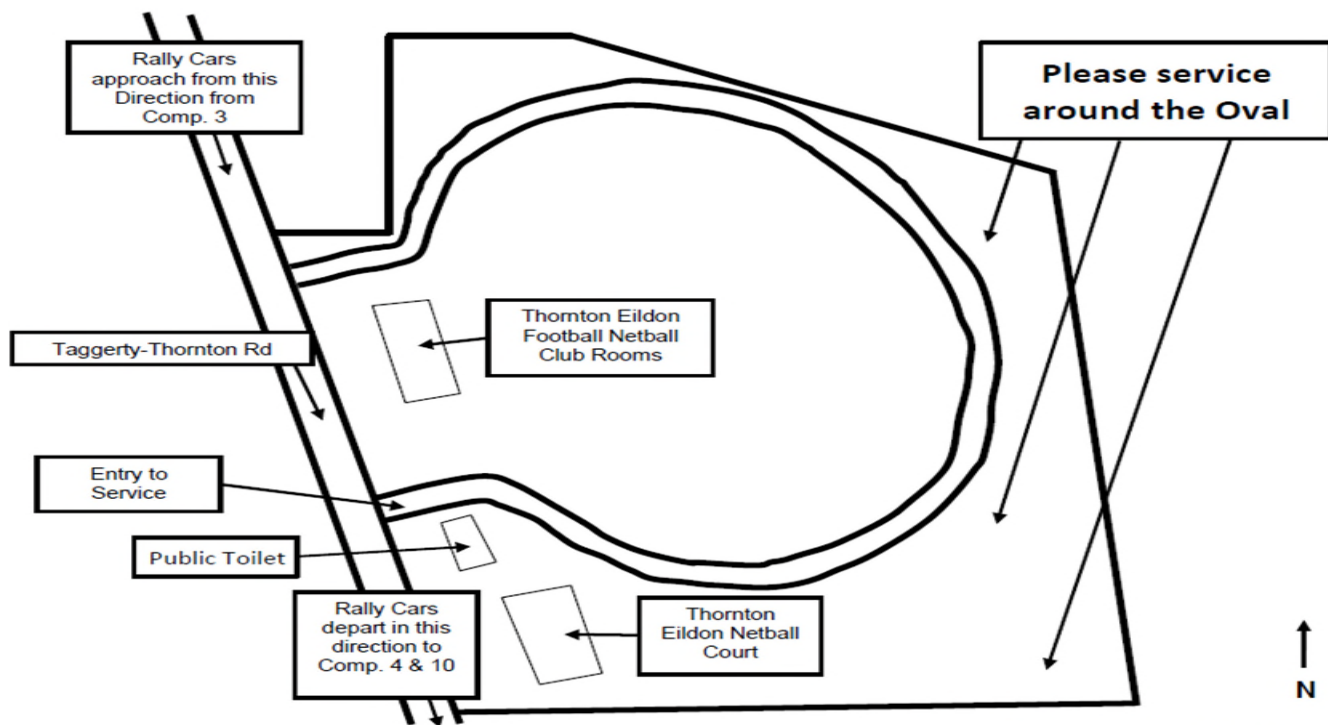 Rally Cars
approach from this
Direction from
Comp. 3
Please service
around the Oval
Thornton Eildon
Football Netball
Club Rooms
Taggerty-Thornton Rd
Entry to
Service
Public Toilet
Rally Cars
depart in this
direction to
Comp. 4 & 10
Thornton
Eildon Netball
Court
N